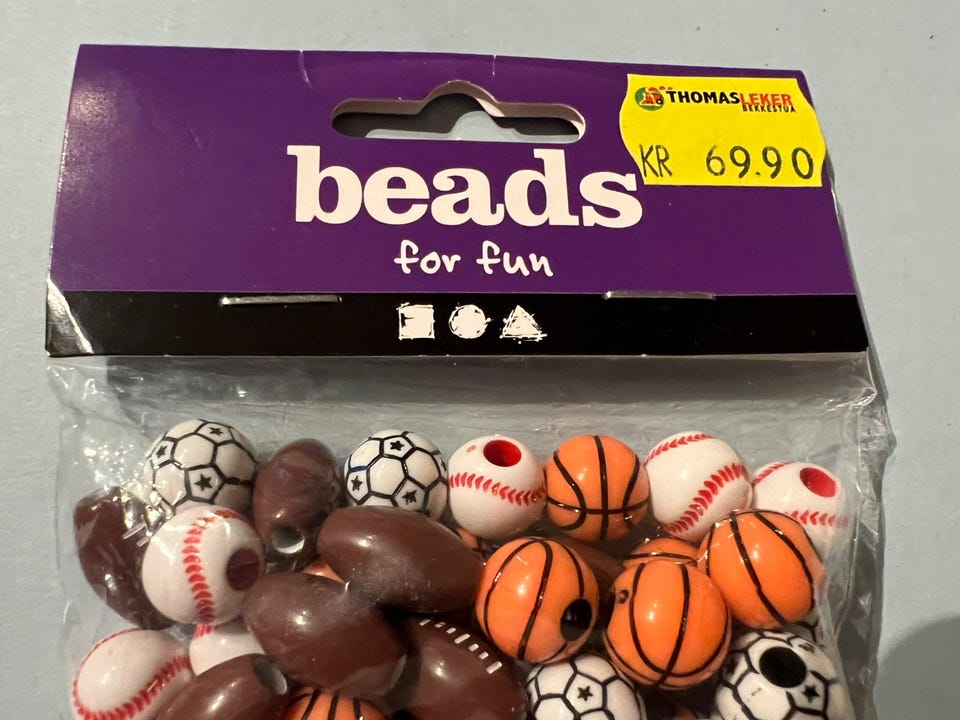 THOMASLEKER
BEKKESTUA
KR 69.90
beads
for fun